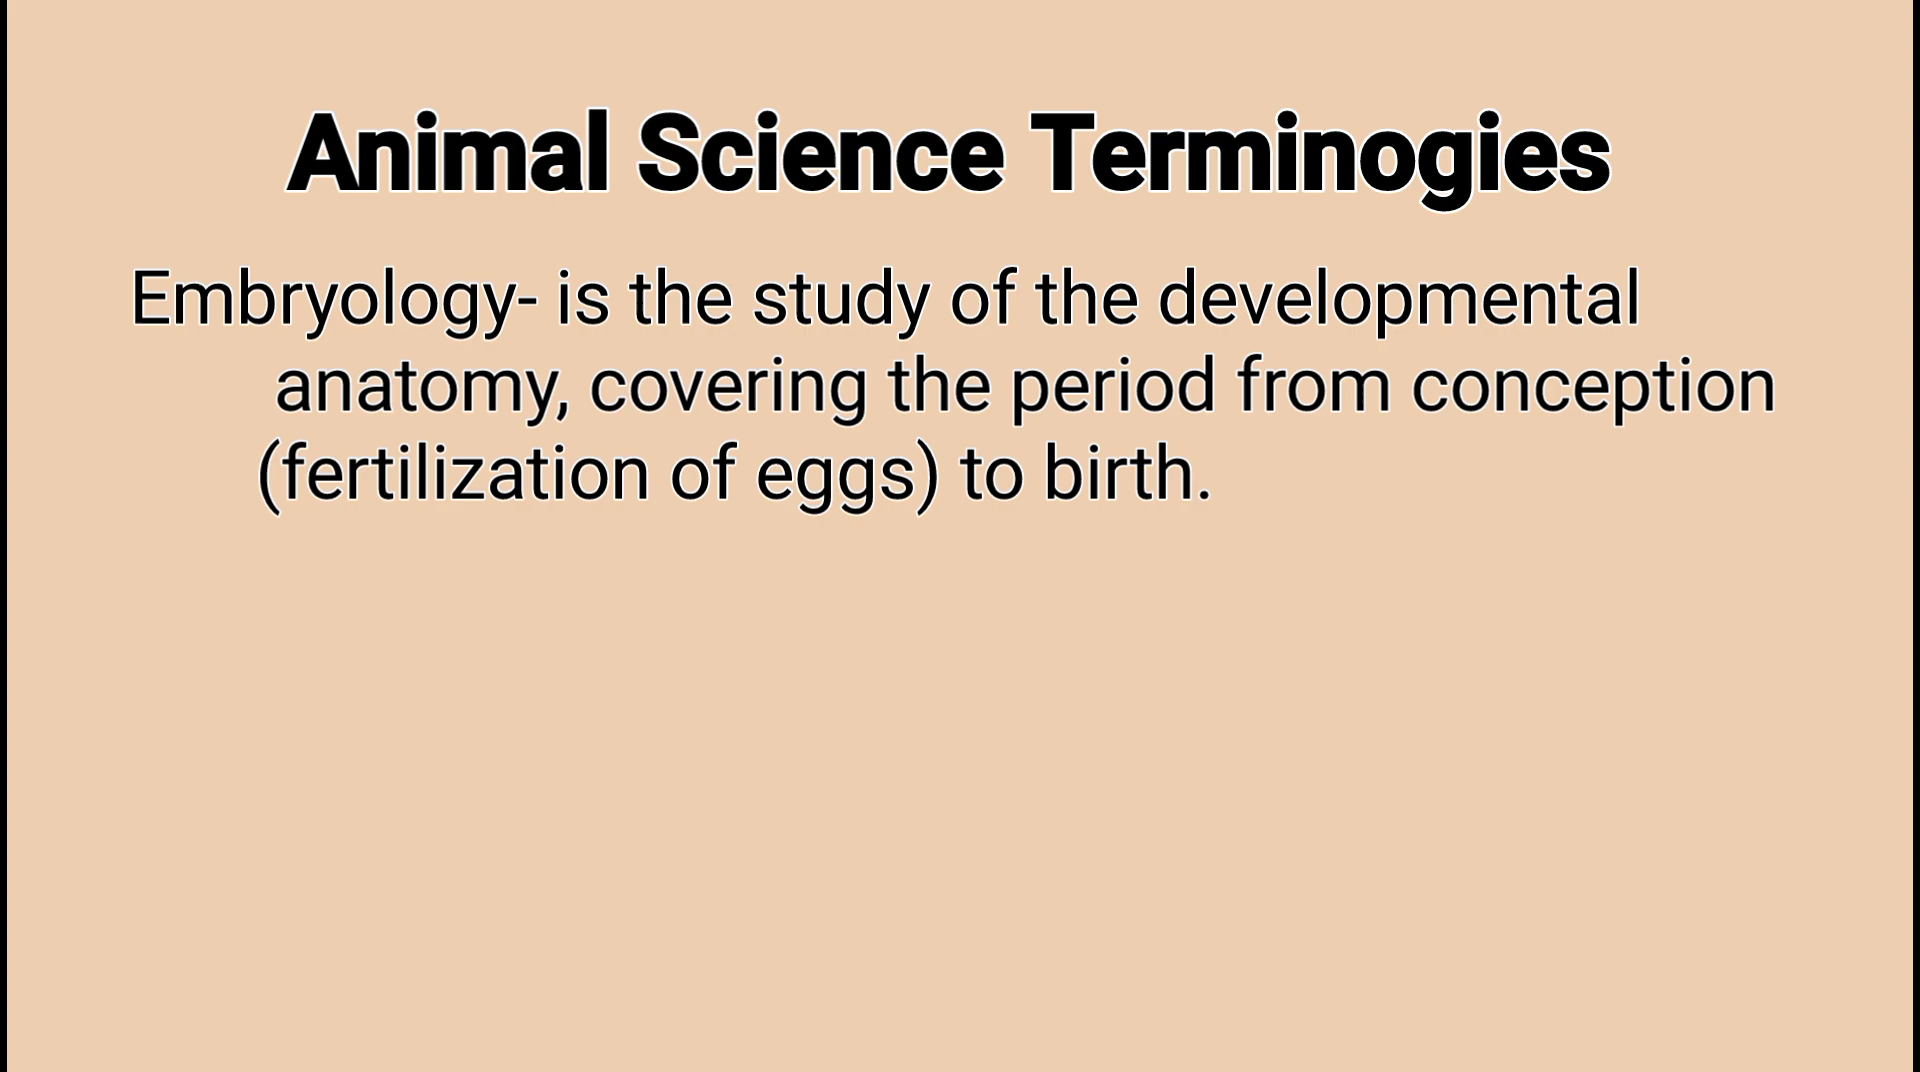 Animal Science Terminogies
Embryology- is the study of the developmental
anatomy, covering the period from conception
(fertilization of eggs) to birth.